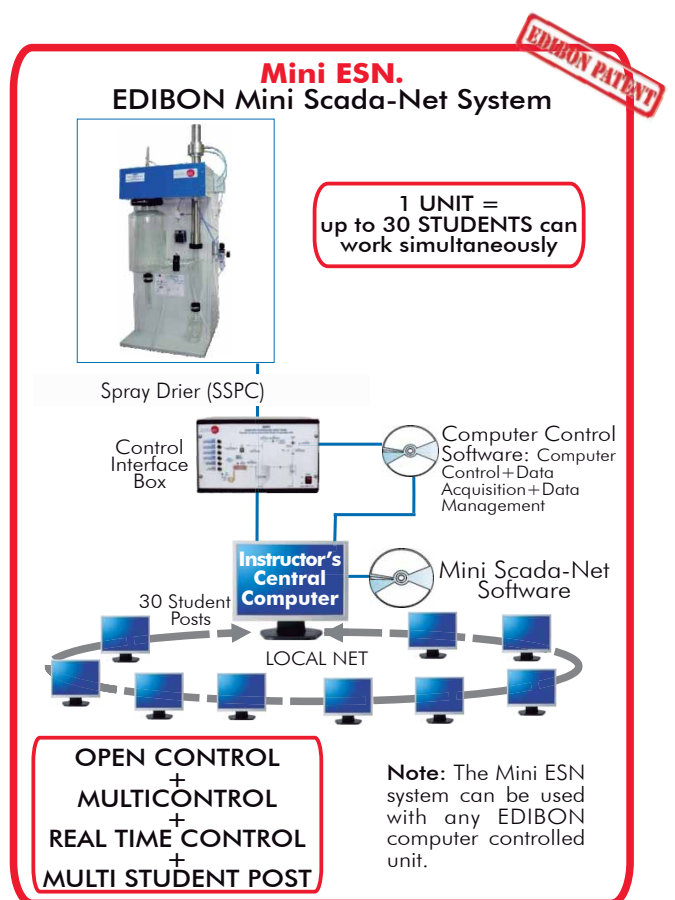 EDIBON PATENT
Mini ESN.
EDIBON Mini Scada-Net System
1 UNIT =
up to 30 STUDENTS can
work simultaneously
Spray Drier (SSPC)
Control
Interface
Box
Computer Control
Software: Computer
Control+Data
Acquisition+Data
Management
Instructor's
Central
Computer
Mini Scada-Net
Software
30 Student
Posts
LOCAL NET
OPEN CONTROL
+
MULTICONTROL
+
REAL TIME CONTROL
+
MULTI STUDENT POST
Note: The Mini ESN
system can be used
with any EDIBON
computer controlled
unit.